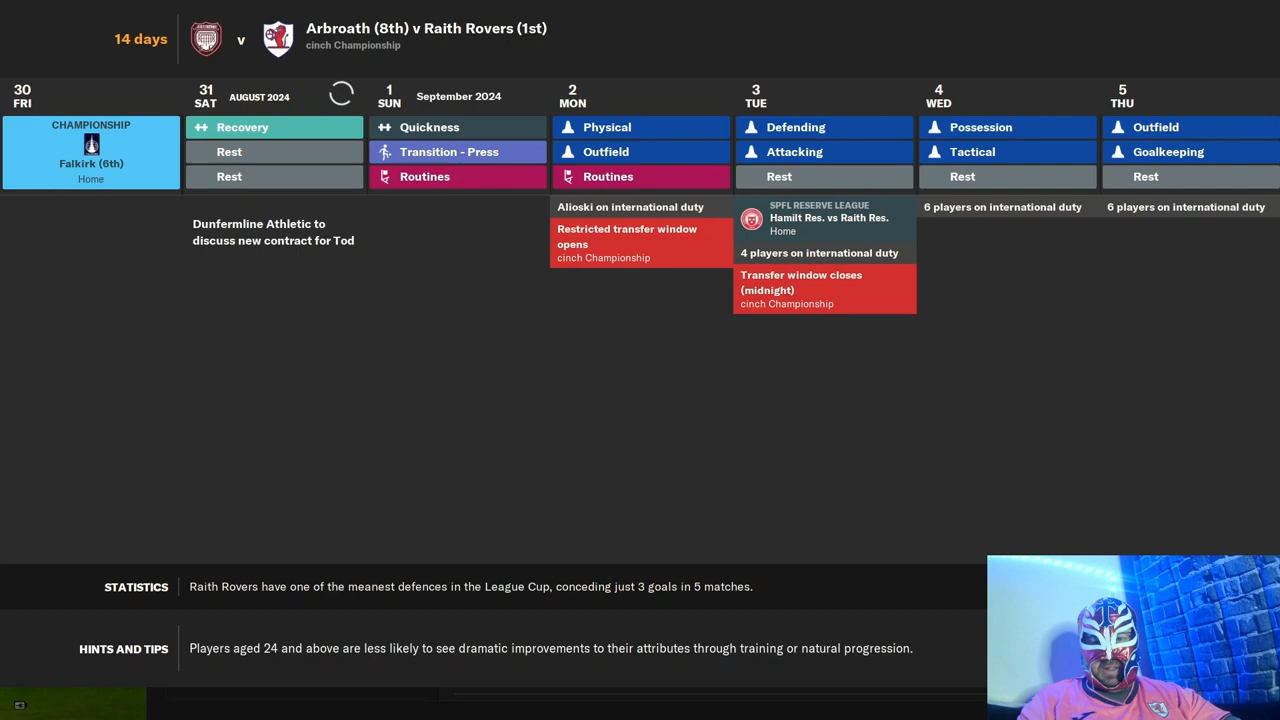 14 days
v
Arbroath (8th) v Raith Rovers (1st)
cinch Championship
30
FRI
31
SAT AUGUST 2024
1
SUN September 2024
2
MON
3
TUE
4
WED
5
THU
CHAMPIONSHIP
Falkirk (6th)
Home
Recovery
Rest
Rest
Quickness
Transition - Press
Routines
Physical
Outfield
Routines
Defending
Attacking
Rest
Possession
Tactical
Rest
Outfield
Goalkeeping
Rest
Dunfermline Athletic to
discuss new contract for Tod
Alioski on international duty
Restricted transfer window
opens
cinch Championship
SPFL RESERVE LEAGUE
Hamilt Res. vs Raith Res.
Home
4 players on international duty
Transfer window closes
(midnight)
cinch Championship
6 players on international duty
6 players on international duty
STATISTICS
Raith Rovers have one of the meanest defences in the League Cup, conceding just 3 goals in 5 matches.
HINTS AND TIPS
Players aged 24 and above are less likely to see dramatic improvements to their attributes through training or natural progression.